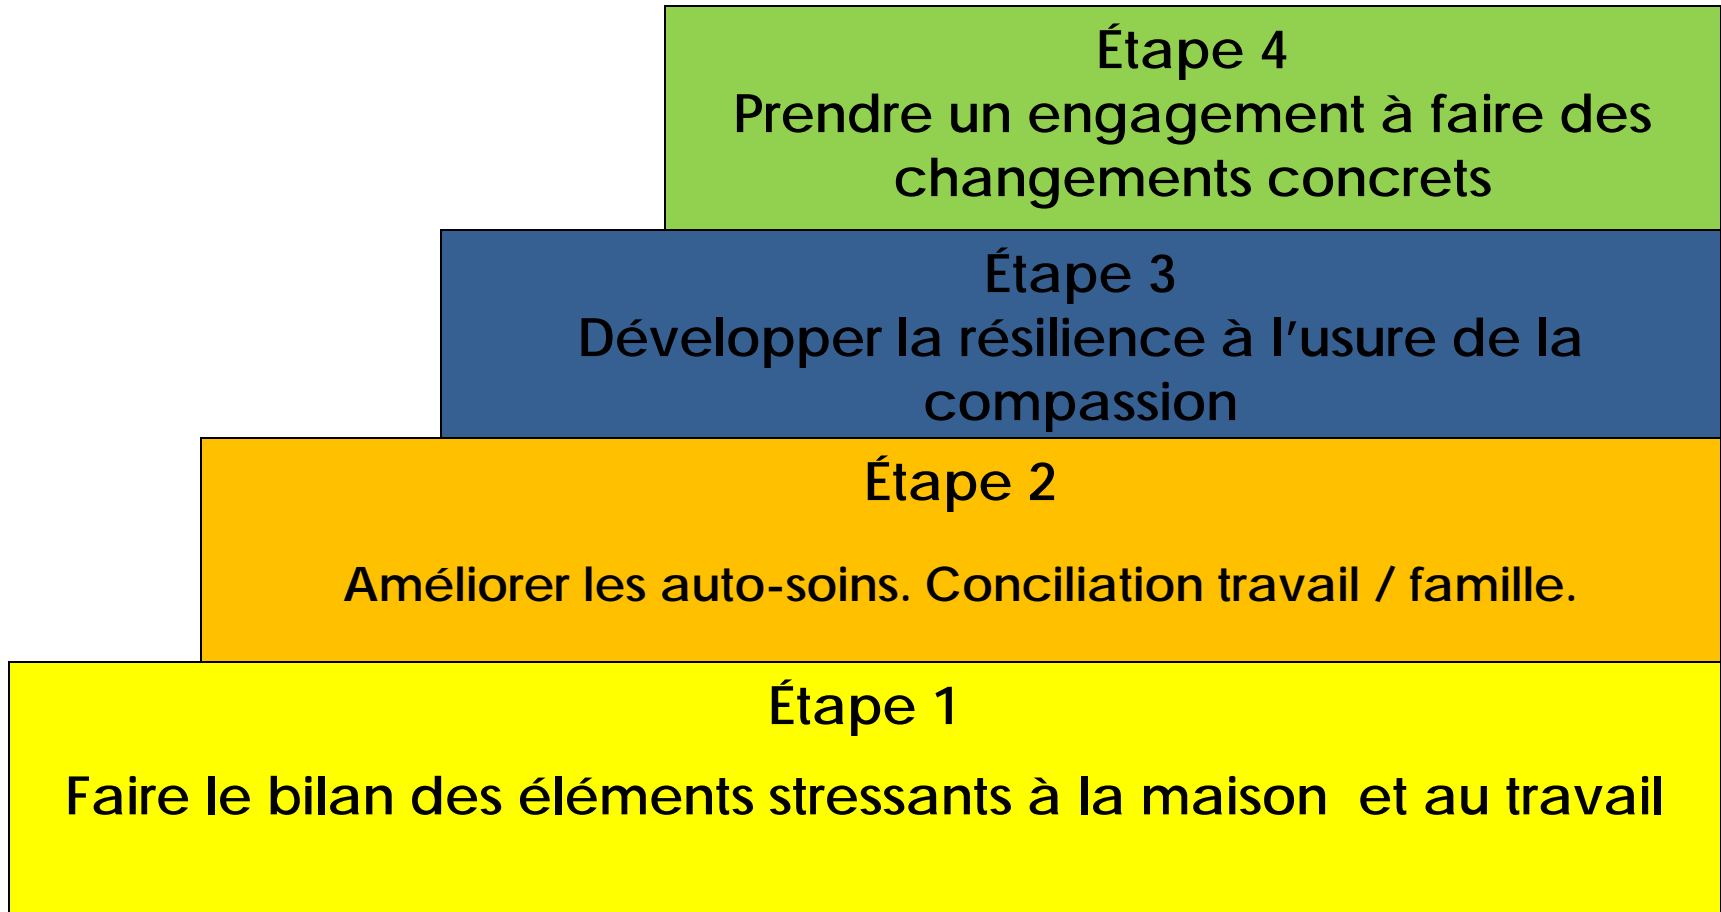 Étape 4
Prendre un engagement à faire des
changements concrets
Étape 3
Développer la résilience à l’usure de la
compassion
Étape 2
Améliorer les auto-soins. Conciliation travail / famille.
Étape 1
Faire le bilan des éléments stressants à la maison  et au travail